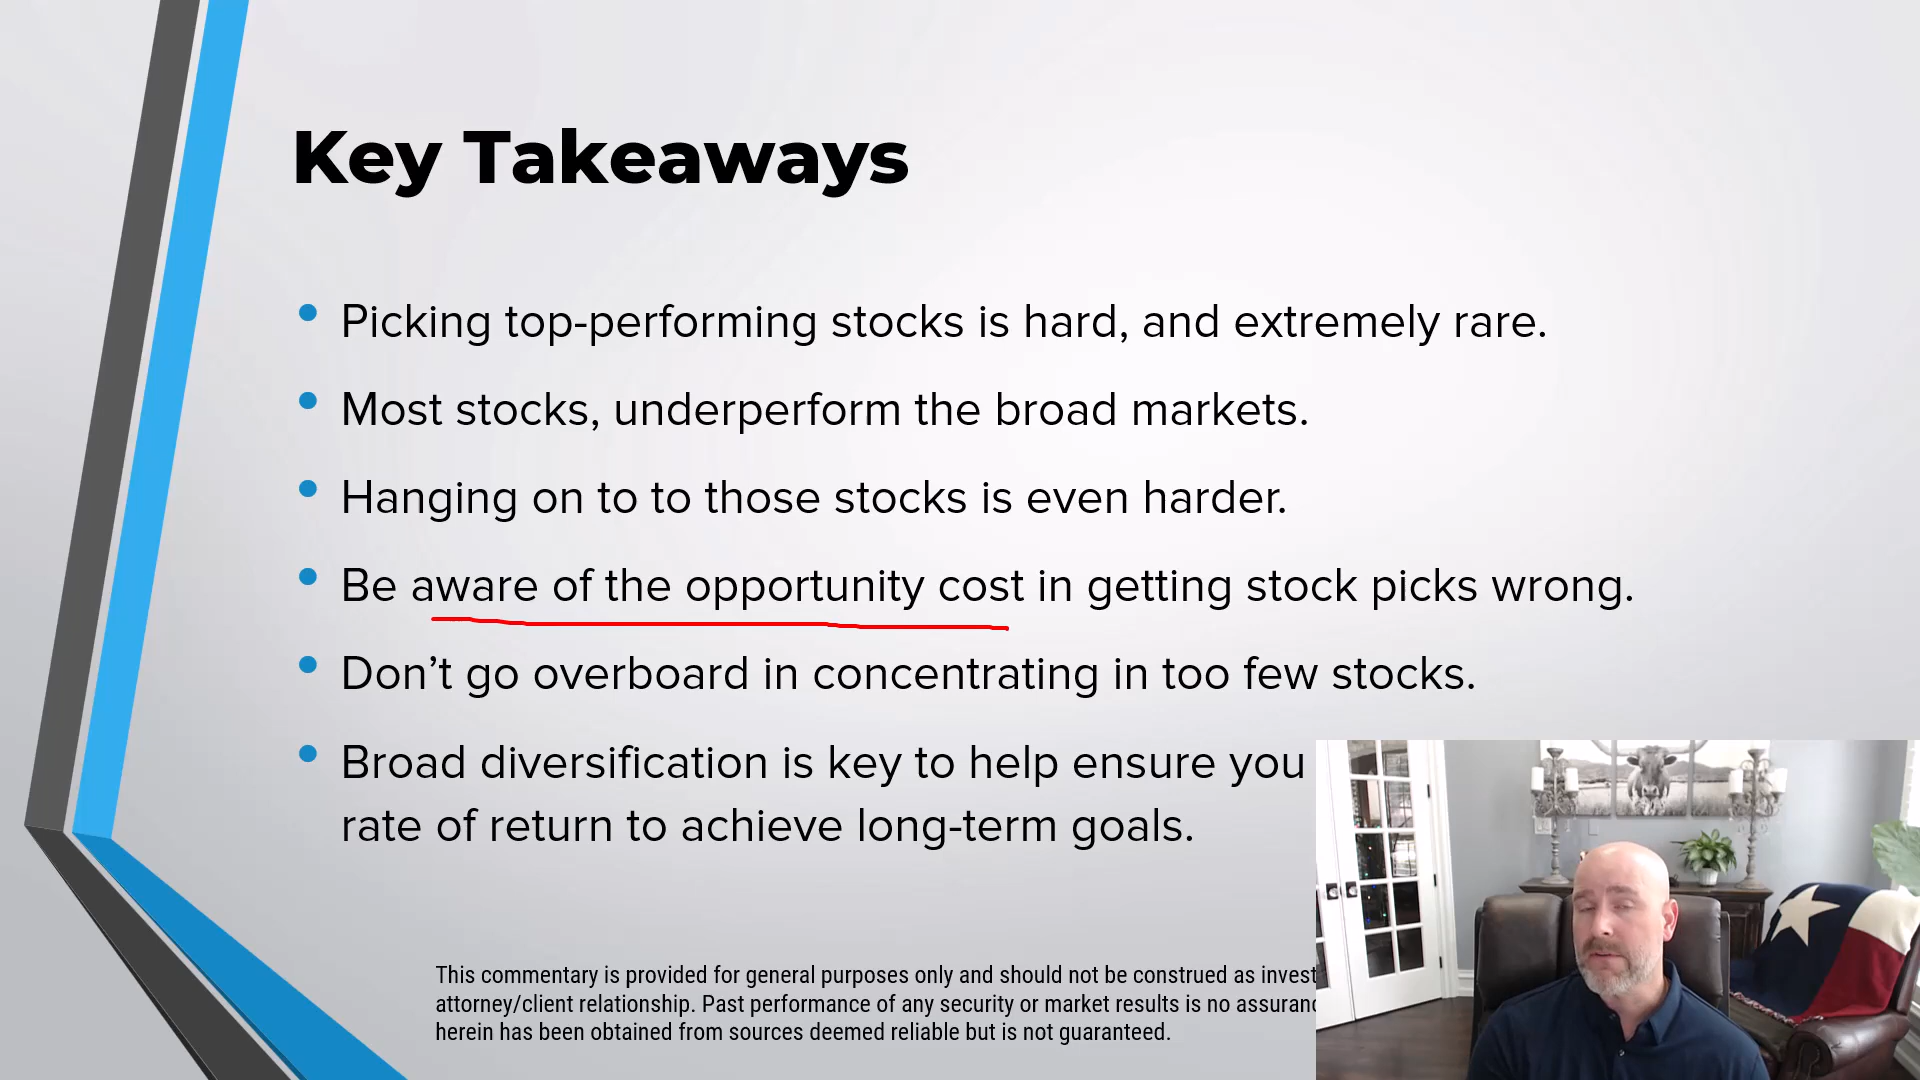 Key Takeaways
Picking top-performing stocks is hard, and extremely rare.
Most stocks, underperform the broad markets.
Hanging on to to those stocks is even harder.
Be aware of the opportunity cost in getting stock picks wrong.
Don’t go overboard in concentrating in too few stocks.
Broad diversification is key to help ensure you
rate of return to achieve long-term goals.
This commentary is provided for general purposes only and should not be construed as invest
attorney/client relationship. Past performance of any security or market results is no assuranc
herein has been obtained from sources deemed reliable but is not guaranteed.